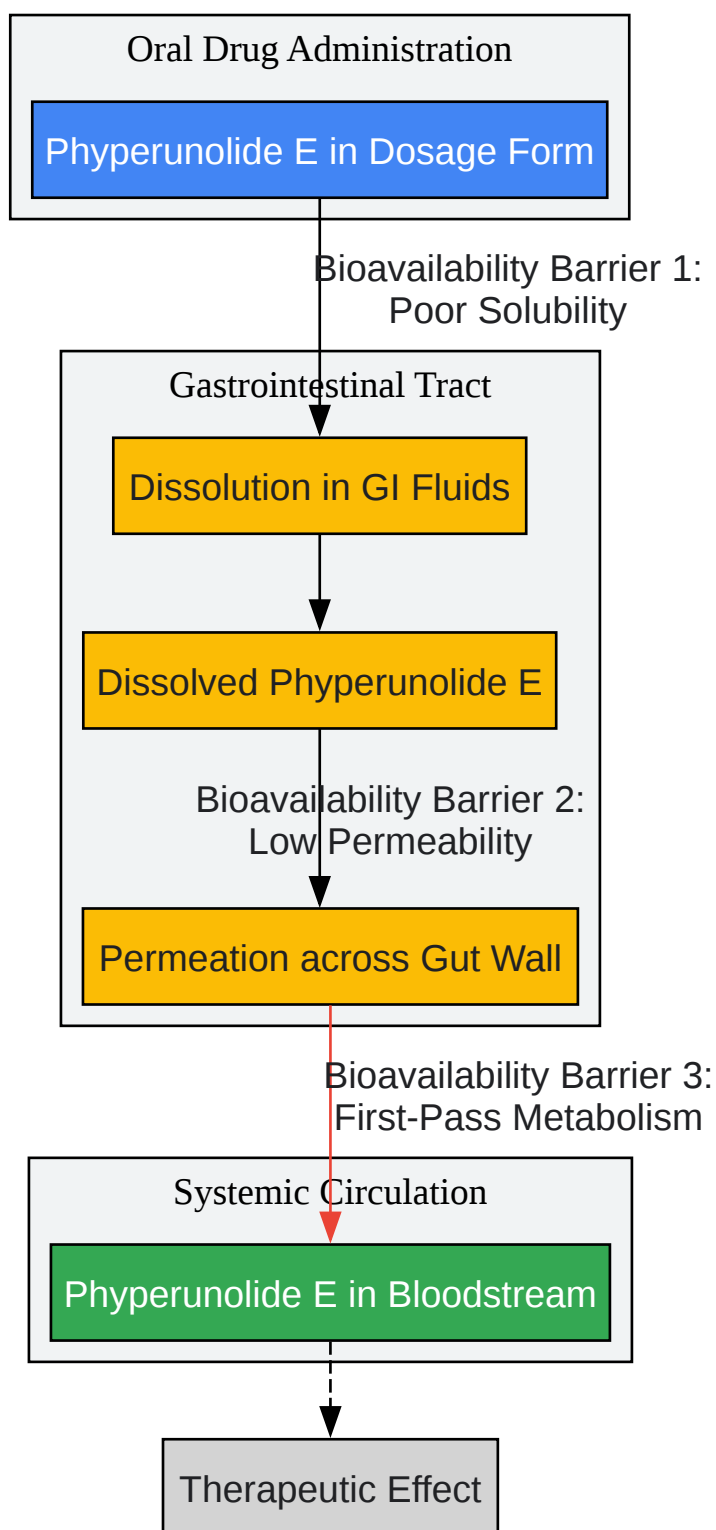 Oral Drug Administration
Phyperunolide E in Dosage Form
Bioavailability Barrier 1:
Poor Solubility
Gastrointestinal Tract
Dissolution in GI Fluids
Dissolved Phyperunolide E
Bioavailability Barrier 2:
Low Permeability
Permeation across Gut Wall
Bioavailability Barrier 3:
First-Pass Metabolism
Systemic Circulation
Phyperunolide E in Bloodstream
Therapeutic Effect